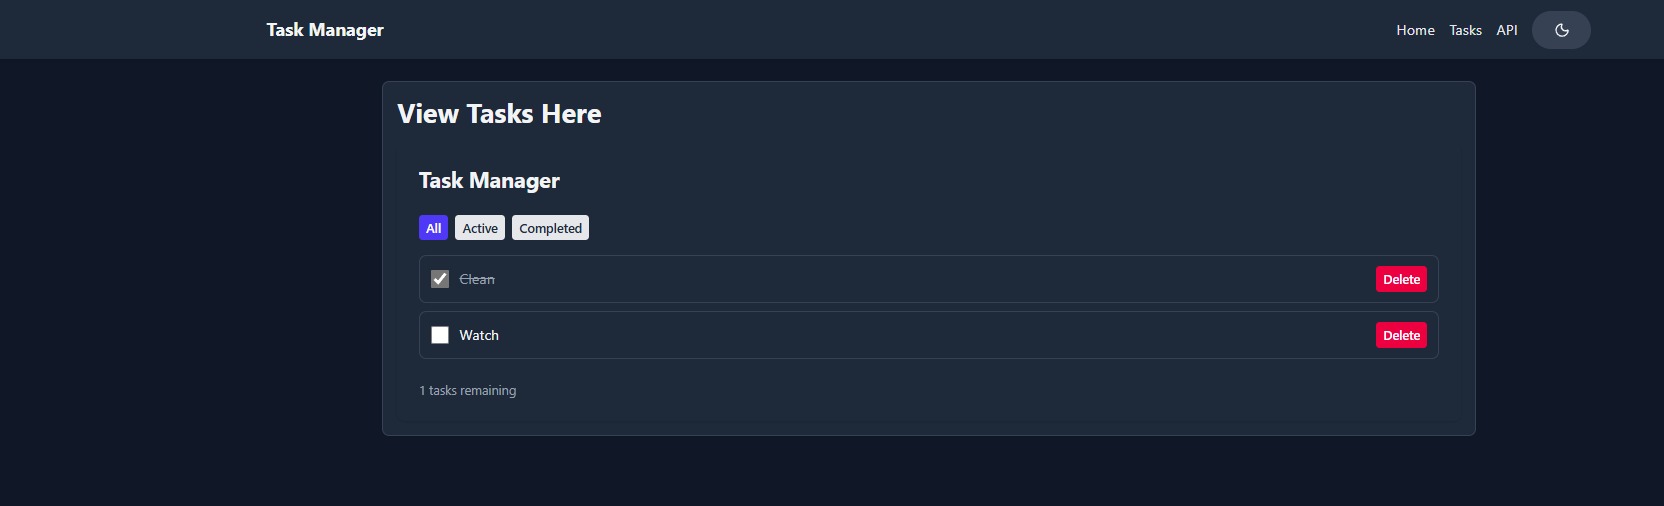 Task Manager Home Tasks API
View Tasks Here
Task Manager
All Active Completed
Clean Delete
Watch Delete
1 tasks remaining